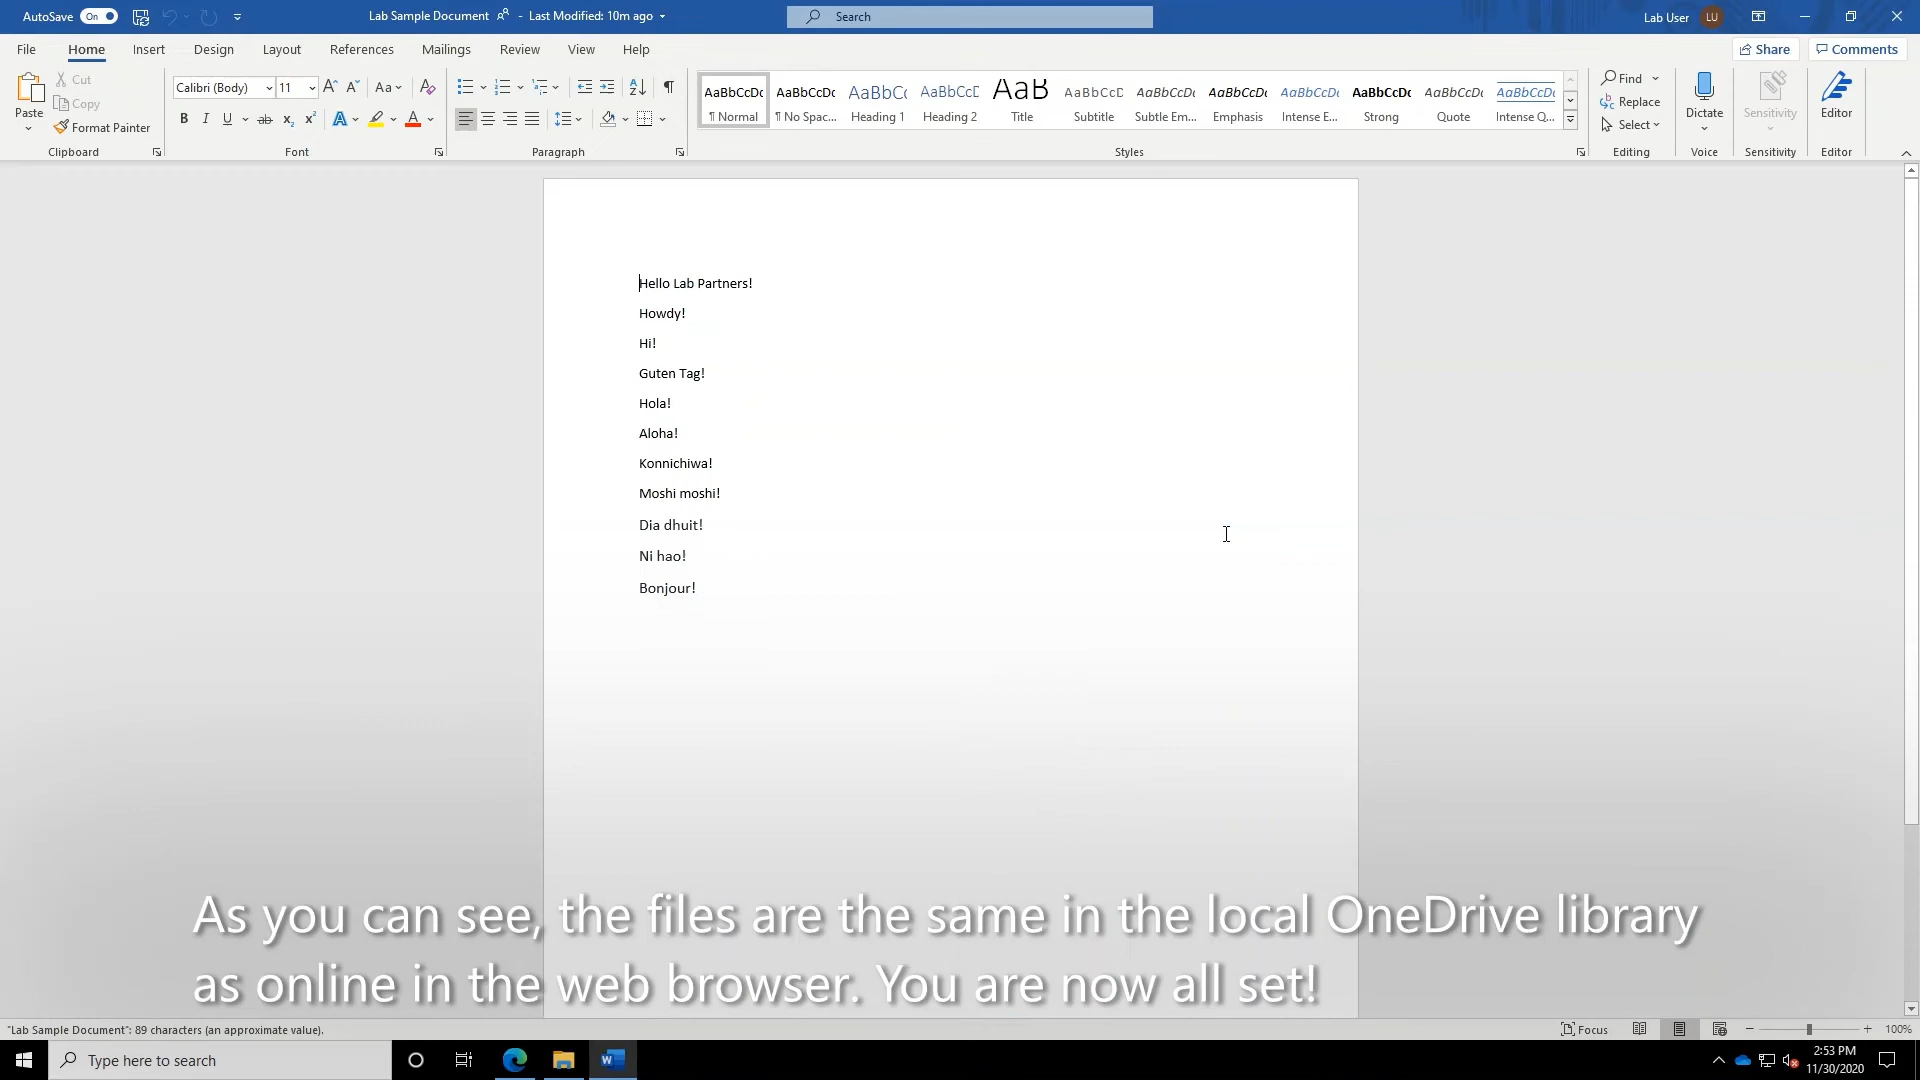 AutoSave On Lab Sample Document - Last Modified: 10m ago Search Lab User LU
File Home Insert Design Layout References Mailings Review View Help Share Comments
Paste Cut Copy Format Painter
Calibri (Body) 11 Aa
AaBbCcDc AaBbCcDc AaBbCc AaBbCcD AaB AaBbCcD AaBbCcDc AaBbCcDc AaBbCcDc AaBbCcDc AaBbCcDc AaBbCcDc
¶ Normal ¶ No Spac... Heading 1 Heading 2 Title Subtitle Subtle Em... Emphasis Intense E... Strong Quote Intense Q...
Find
Replace
Select
Dictate Sensitivity Editor
Clipboard Font Paragraph Styles Editing Voice Sensitivity Editor
Hello Lab Partners!
Howdy!
Hi!
Guten Tag!
Hola!
Aloha!
Konnichiwa!
Moshi moshi!
Dia dhuit!
Ni hao!
Bonjour!
As you can see, the files are the same in the local OneDrive library
as online in the web browser. You are now all set!
"Lab Sample Document": 89 characters (an approximate value). Focus 100%
Type here to search
2:53 PM
11/30/2020